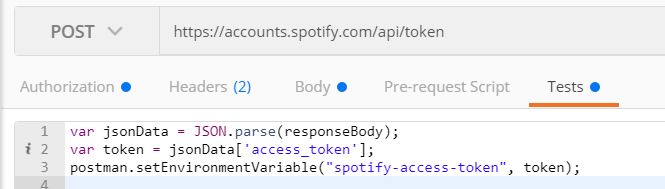 POST https://accounts.spotify.com/api/token
Authorization Headers (2) Body Pre-request Script Tests
1 var jsonData = JSON.parse(responseBody);
i 2 var token = jsonData['access_token'];
3 postman.setEnvironmentVariable("spotify-access-token", token);
4